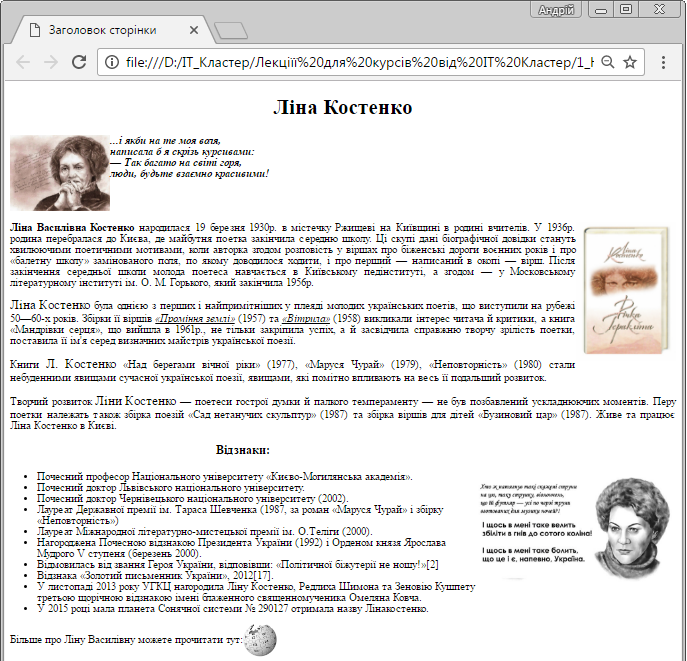 Андрій
Заголовок сторінки
file:///D:/IT_Кластер/Лекціїї%20для%20курсів%20від%20ІТ%20Кластер/1_h
Ліна Костенко
...і якби на те моя воля,
написала б я скрізь курсивами:
— Так багато на світі горя,
люди, будьте взаємно красивими!
Ліна Василівна Костенко народилася 19 березня 1930р. в містечку Ржищеві на Київщині в родині вчителів. У 1936р.
родина перебралася до Києва, де майбутня поетка закінчила середню школу. Ці скупі дані біографічної довідки стануть
хвилюючими поетичними мотивами, коли авторка згодом розповість у віршах про біженські дороги воєнних років і про
«балетну школу» замінованого поля, по якому доводилося ходити, і про перший — написаний в окопі — вірш. Після
закінчення середньої школи молода поетеса навчається в Київському педінституті, а згодом — у Московському
літературному інституті ім. О. М. Горького, який закінчила 1956р.
Ліна Костенко
Ріка Геракліта
Ліна Костенко була однією з перших і найпримітніших у плеяді молодих українських поетів, що виступили на рубежі
50—60-х років. Збірки її віршів «Проміння землі» (1957) та «Вітрила» (1958) викликали інтерес читача й критики, а книга
«Мандрівки серця», що вийшла в 1961р., не тільки закріпила успіх, а й засвідчила справжню творчу зрілість поетки,
поставила її ім'я серед визначних майстрів української поезії.
Книги Л. Костенко «Над берегами вічної ріки» (1977), «Маруся Чурай» (1979), «Неповторність» (1980) стали
небуденними явищами сучасної української поезії, явищами, які помітно впливають на весь її подальший розвиток.
Творчий розвиток Ліни Костенко — поетеси гострої думки й палкого темпераменту — не був позбавлений ускладнюючих моментів. Перу
поетки належать також збірка поезій «Сад нетанучих скульптур» (1987) та збірка віршів для дітей «Бузиновий цар» (1987). Живе та працює
Ліна Костенко в Києві.
Відзнаки:
Почесний професор Національного університету «Києво-Могилянська академія».
Почесний доктор Львівського національного університету.
Почесний доктор Чернівецького національного університету (2002).
Лауреат Державної премії ім. Тараса Шевченка (1987, за роман «Маруся Чурай» і збірку
«Неповторність»)
Лауреат Міжнародної літературно-мистецької премії ім. О.Теліги (2000).
Нагороджена Почесною відзнакою Президента України (1992) і Орденом князя Ярослава
Мудрого V ступеня (березень 2000).
Відмовилась від звання Героя України, відповівши: «Політичної біжутерії не ношу!»[2]
Відзнака «Золотий письменник України», 2012[17].
У листопаді 2013 року УГКЦ нагородила Ліну Костенко, Редлиха Шимона та Зеновію Кушпету
третьою щорічною відзнакою імені блаженного священномученика Омеляна Ковча.
У 2015 році мала планета Сонячної системи № 290127 отримала назву Лінакостенко.
І щось в мені таке велить
збіліти в гнів до сотого коліна!
І щось в мені таке болить,
що це і є, напевно, Україна.
Більше про Ліну Василівну можете прочитати тут: